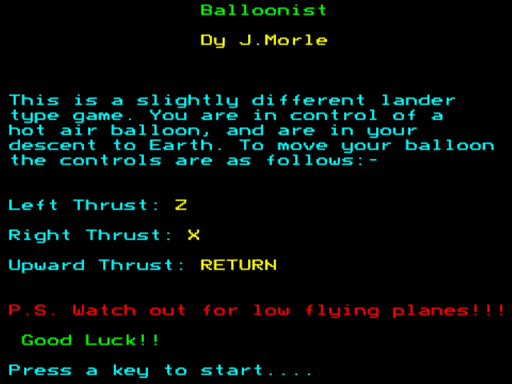 Balloonist
Dy J.Morle
This is a slightly different lander
type game. You are in control of a
hot air balloon, and are in your
descent to Earth. To move your balloon
the controls are as follows:-
Left Thrust: Z
Right Thrust: X
Upward Thrust: RETURN
P.S. Watch out for low flying planes!!!
Good Luck!!
Press a key to start....